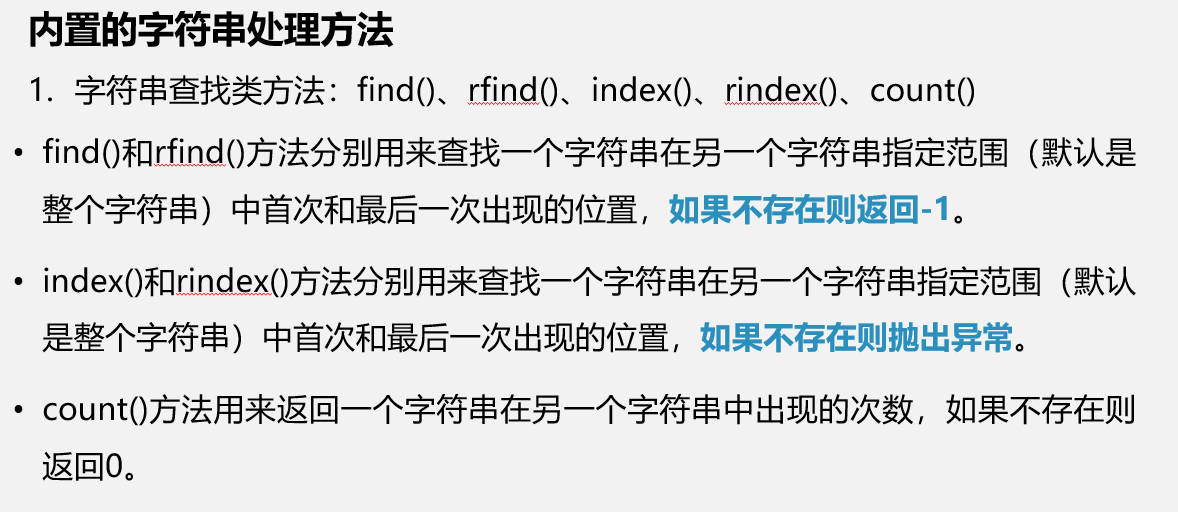 内置的字符串处理方法
1. 字符串查找类方法：find()、rfind()、index()、rindex()、count()
• find()和rfind()方法分别用来查找一个字符串在另一个字符串指定范围（默认是
整个字符串）中首次和最后一次出现的位置，如果不存在则返回-1。
• index()和rindex()方法分别用来查找一个字符串在另一个字符串指定范围（默认
是整个字符串）中首次和最后一次出现的位置，如果不存在则抛出异常。
• count()方法用来返回一个字符串在另一个字符串中出现的次数，如果不存在则
返回0。